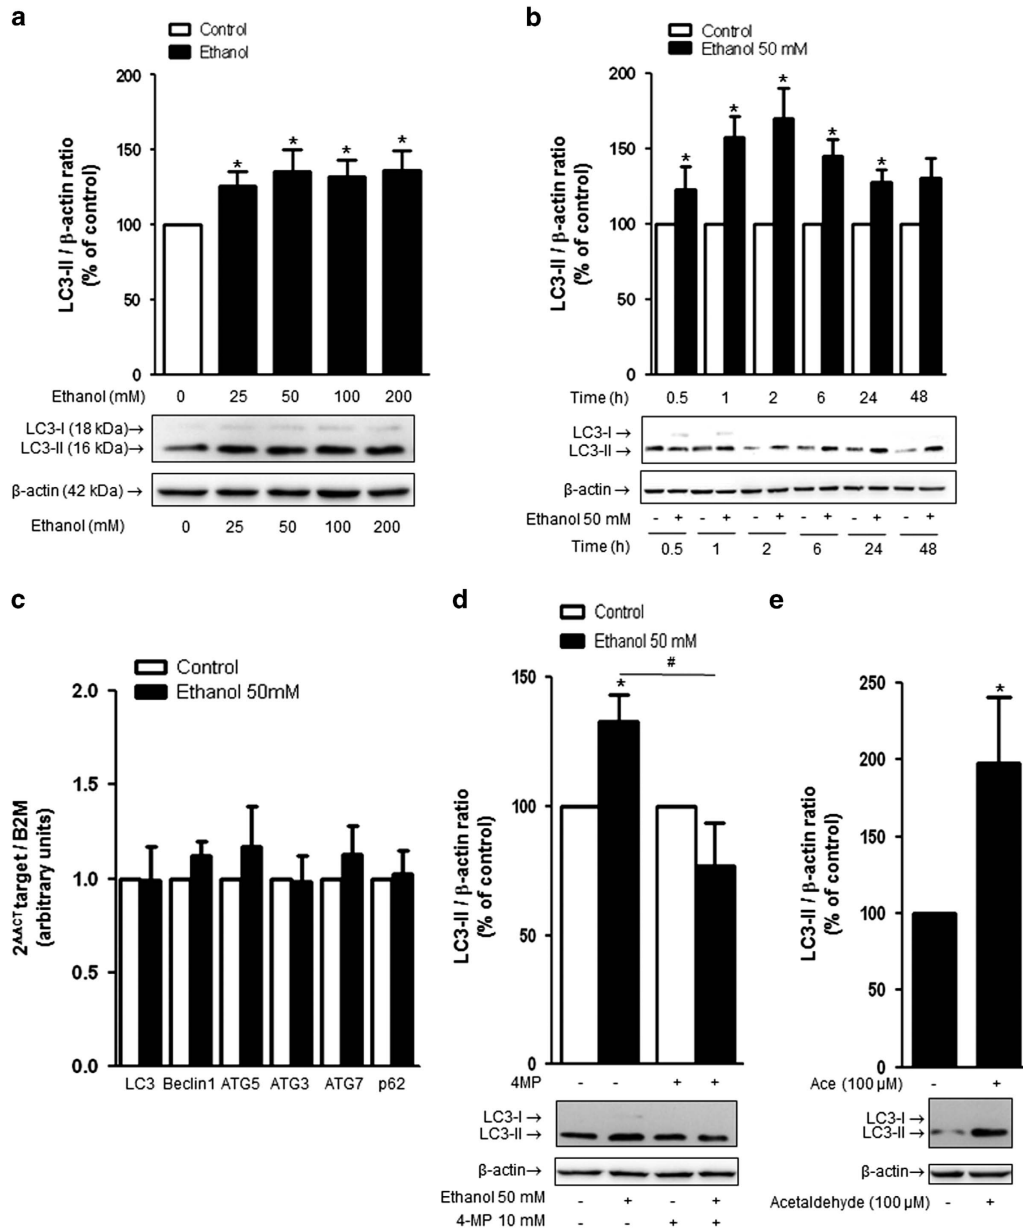 a
Control
Ethanol
LC3-II / β-actin ratio
(% of control)
200
150
100
50
0
Ethanol (mM) 0 25 50 100 200
LC3-I (18 kDa)→
LC3-II (16 kDa)→
β-actin (42 kDa) →
Ethanol (mM) 0 25 50 100 200
* * * *
b
Control
Ethanol 50 mM
LC3-II / β-actin ratio
(% of control)
200
150
100
50
0
* * * * *
Time (h) 0.5 1 2 6 24 48
LC3-I →
LC3-II →
β-actin →
Ethanol 50 mM - + - + - + - + - + - +
Time (h) 0.5 1 2 6 24 48
c
Control
Ethanol 50mM
2ᴬᴬCT target / B2M
(arbitrary units)
2.0
1.5
1.0
0.5
0.0
LC3 Beclin1 ATG5 ATG3 ATG7 p62
d
Control
Ethanol 50 mM
LC3-II / β-actin ratio
(% of control)
150
100
50
0
* #
4MP - - + +
LC3-I →
LC3-II →
β-actin→
Ethanol 50 mM - + - +
4-MP 10 mM - - + +
e
LC3-II / β-actin ratio
(% of control)
250
200
150
100
50
0
*
Ace (100 µM) - +
LC3-I →
LC3-II →
β-actin→
Acetaldehyde (100 µM) - +